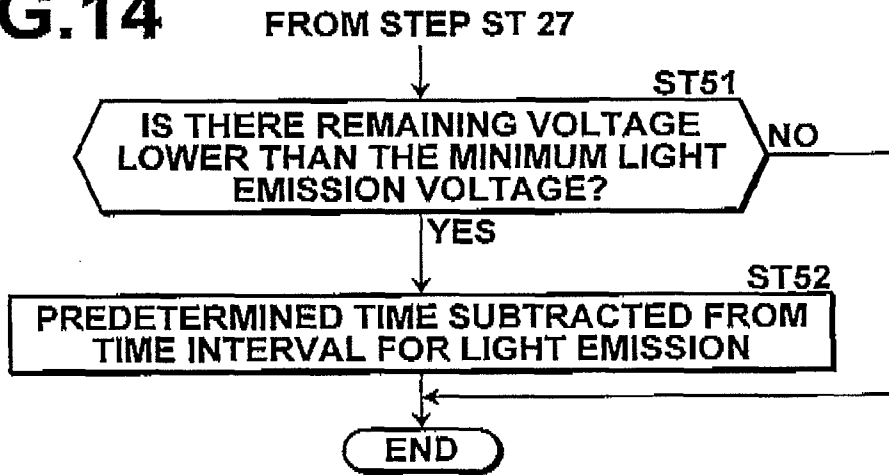 G.14
FROM STEP ST 27
ST51
IS THERE REMAINING VOLTAGE
LOWER THAN THE MINIMUM LIGHT
EMISSION VOLTAGE?
NO
YES
ST52
PREDETERMINED TIME SUBTRACTED FROM
TIME INTERVAL FOR LIGHT EMISSION
END